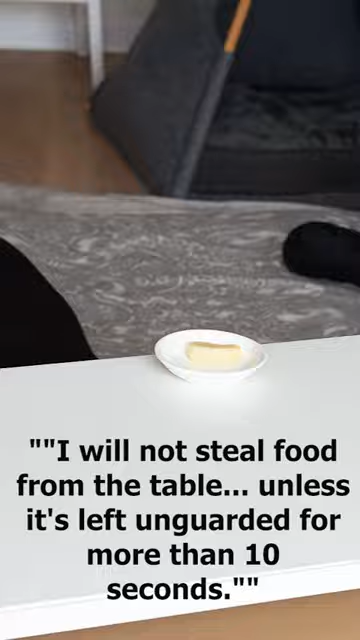 ""I will not steal food
from the table... unless
it's left unguarded for
more than 10
seconds.""